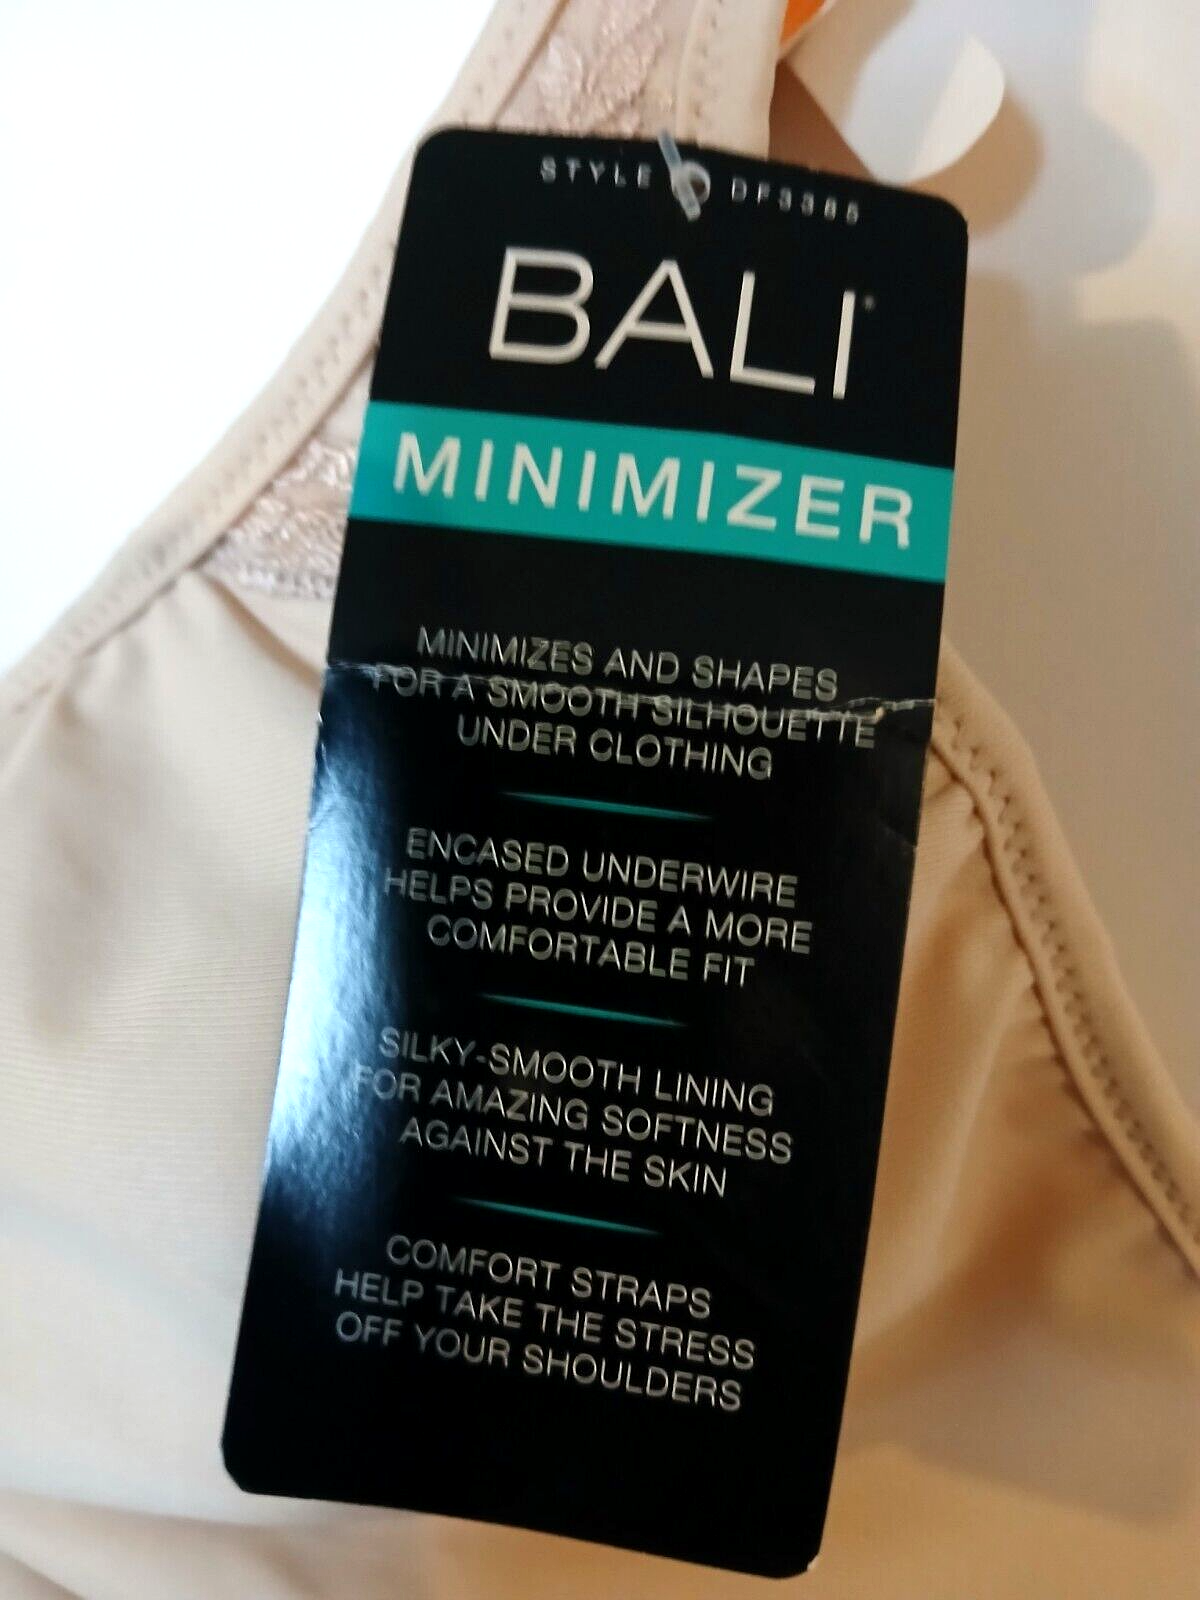 STYLE DF3385
BALI
MINIMIZER
MINIMIZES AND SHAPES
FOR A SMOOTH SILHOUETTE
UNDER CLOTHING
ENCASED UNDERWIRE
HELPS PROVIDE A MORE
COMFORTABLE FIT
SILKY-SMOOTH LINING
FOR AMAZING SOFTNESS
AGAINST THE SKIN
COMFORT STRAPS
HELP TAKE THE STRESS
OFF YOUR SHOULDERS